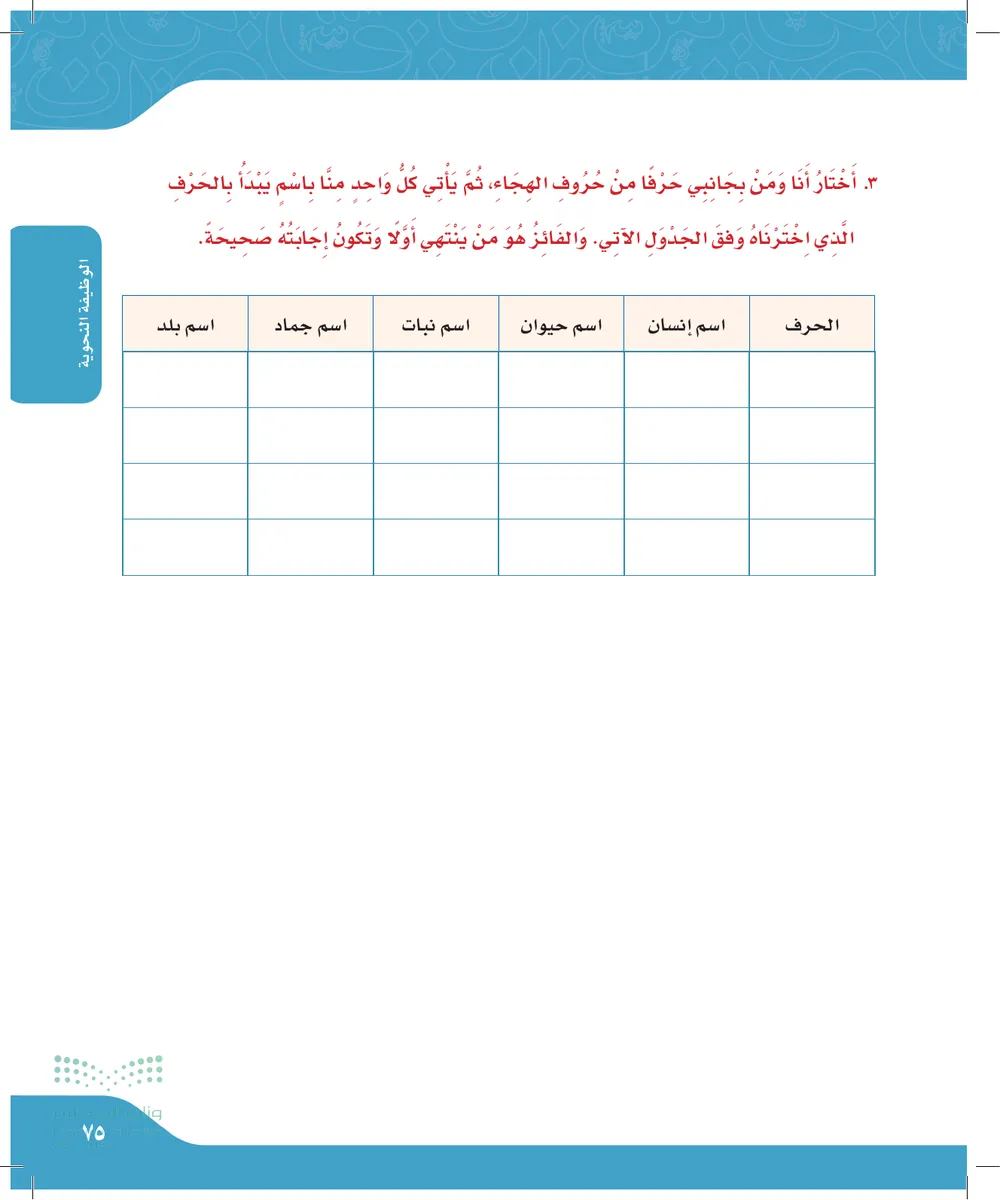 ٣. أَخْتَارُ أَنَا وَمَنْ بِجَانِبِي حَرْفًا مِنْ حُرُوفِ الهِجَاءِ، ثُمَّ يَأْتِي كُلُّ وَاحِدٍ مِنَّا بِاسْمٍ يَبْدَأُ بِالحَرْفِ
الَّذِي اخْتَرْنَاهُ وَفقَ الجَدْوَلِ الآتِي. وَالفَائِزُ هُوَ مَنْ يَنْتَهِي أَوَّلًا وَتَكُونُ إِجَابَتُهُ صَحِيحَةً.
الوظيفة النحوية
الحرف اسم إنسان اسم حيوان اسم نبات اسم جماد اسم بلد
٧٥